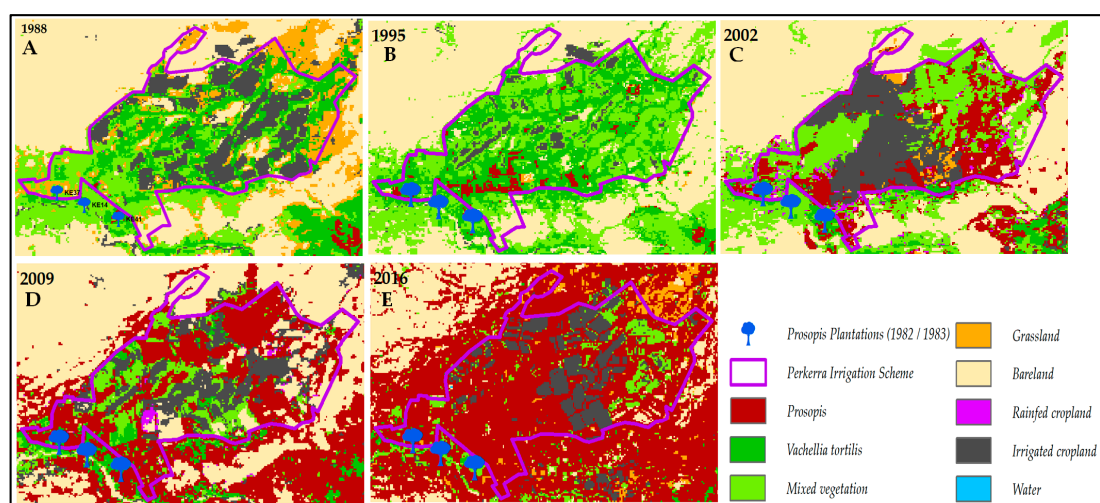 1988
A
KE37
KE14
KE41
1995
B
2002
C
2009
D
2016
E
Prosopis Plantations (1982 / 1983)
Perkerra Irrigation Scheme
Prosopis
Vachellia tortilis
Mixed vegetation
Grassland
Bareland
Rainfed cropland
Irrigated cropland
Water